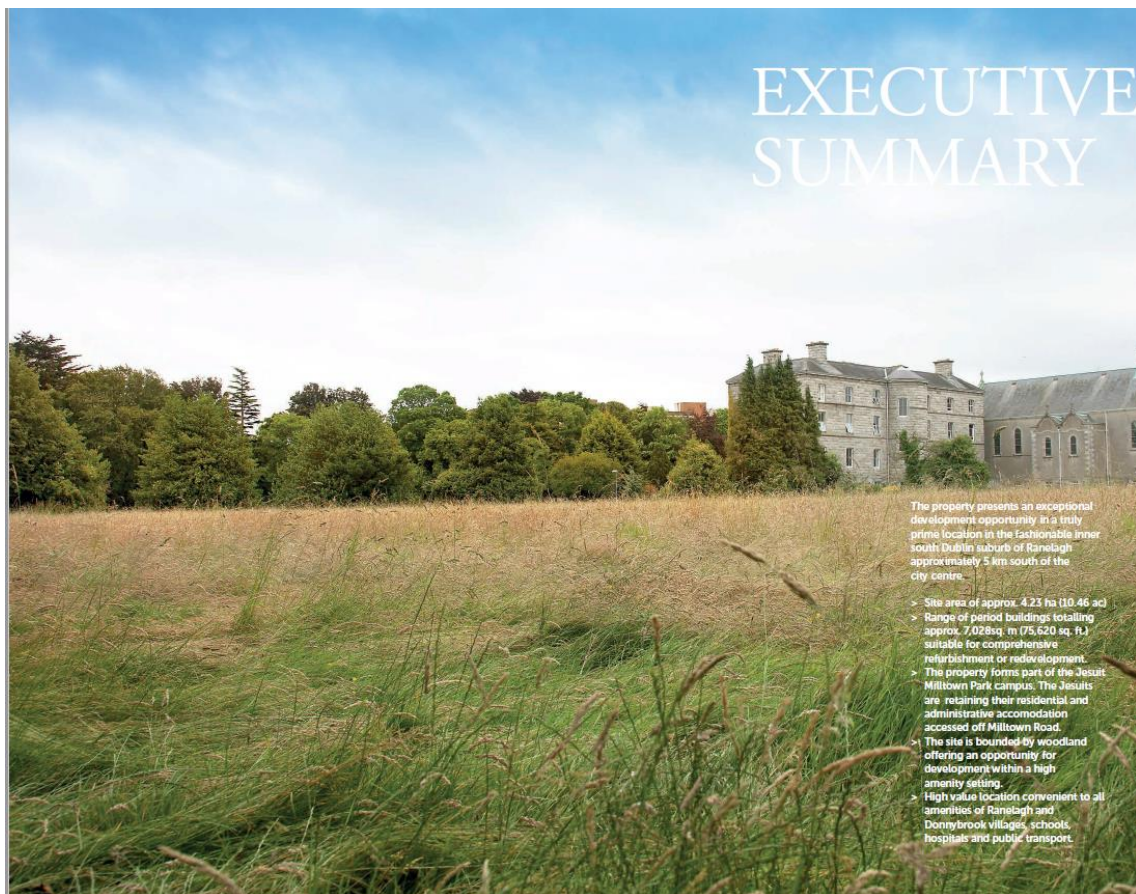 EXECUTIVE
SUMMARY
The property presents an exceptional
development opportunity in a truly
prime location in the fashionable inner
south Dublin suburb of Ranelagh
approximately 5 km south of the
city centre.
> Site area of approx. 4.23 ha (10.46 ac)
> Range of period buildings totalling
approx. 7,028sq. m (75,620 sq. ft.)
suitable for comprehensive
refurbishment or redevelopment.
> The property forms part of the Jesuit
Milltown Park campus. The Jesuits
are retaining their residential and
administrative accomodation
accessed off Milltown Road.
> The site is bounded by woodland
offering an opportunity for
development within a high
amenity setting.
> High value location convenient to all
amenities of Ranelagh and
Donnybrook villages, schools,
hospitals and public transport.